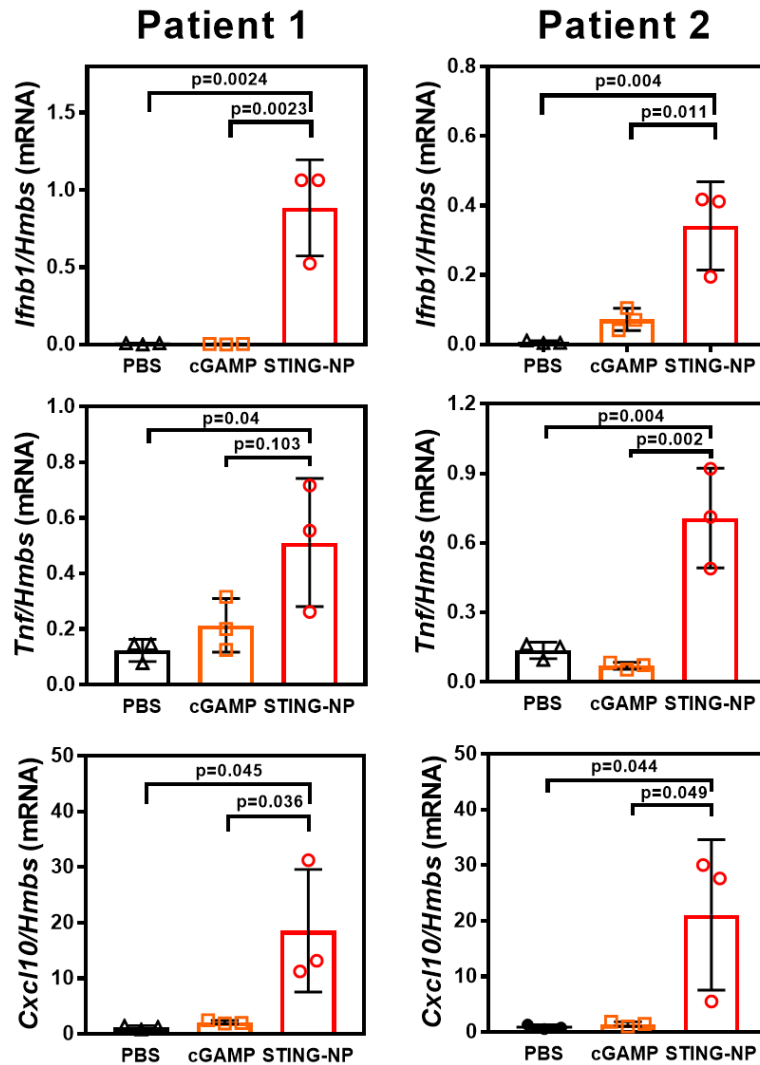 Patient 1
Patient 2
Ifnb1/Hmbs (mRNA)
1.5
1.0
0.5
0.0
p=0.0024
p=0.0023
PBS cGAMP STING-NP
Ifnb1/Hmbs (mRNA)
0.8
0.6
0.4
0.2
0.0
p=0.004
p=0.011
PBS cGAMP STING-NP
Tnf/Hmbs (mRNA)
1.0
0.8
0.6
0.4
0.2
0.0
p=0.04
p=0.103
PBS cGAMP STING-NP
Tnf/Hmbs (mRNA)
1.2
0.9
0.6
0.3
0.0
p=0.004
p=0.002
PBS cGAMP STING-NP
Cxcl10/Hmbs (mRNA)
50
40
30
20
10
0
p=0.045
p=0.036
PBS cGAMP STING-NP
Cxcl10/Hmbs (mRNA)
50
40
30
20
10
0
p=0.044
p=0.049
PBS cGAMP STING-NP